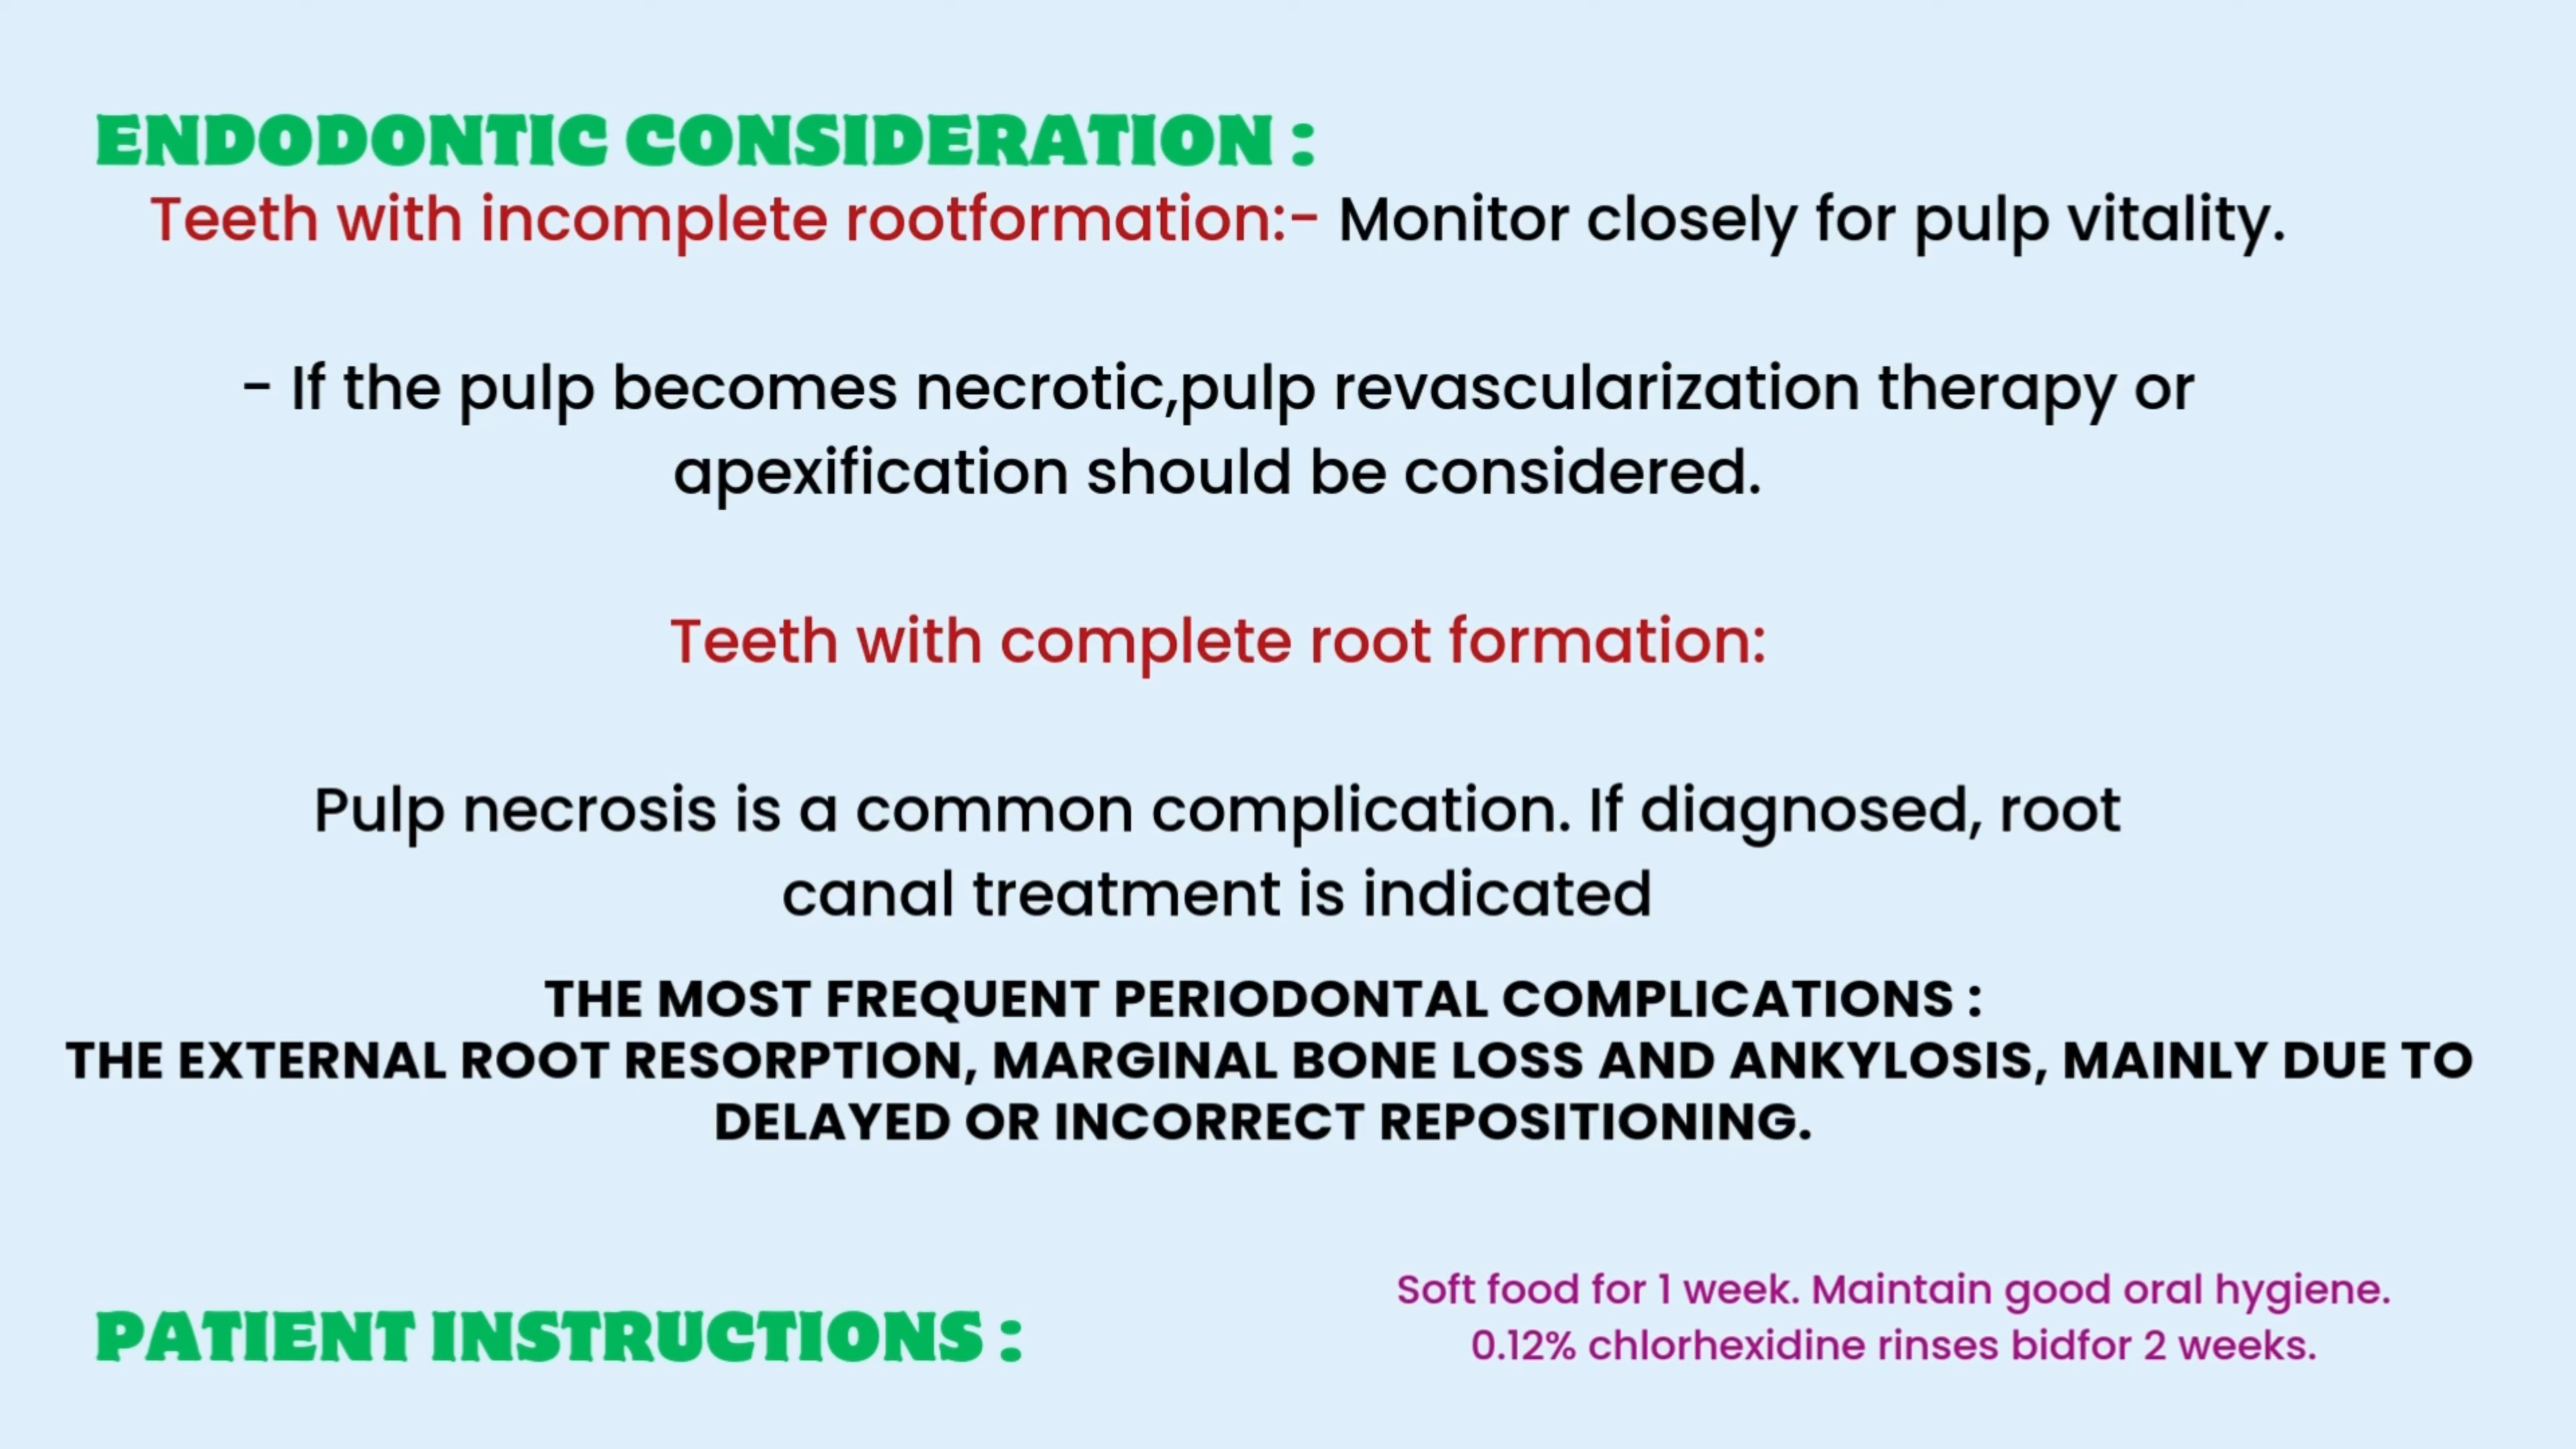 ENDODONTIC CONSIDERATION :
Teeth with incomplete rootformation:- Monitor closely for pulp vitality.
- If the pulp becomes necrotic,pulp revascularization therapy or
apexification should be considered.
Teeth with complete root formation:
Pulp necrosis is a common complication. If diagnosed, root
canal treatment is indicated
THE MOST FREQUENT PERIODONTAL COMPLICATIONS :
THE EXTERNAL ROOT RESORPTION, MARGINAL BONE LOSS AND ANKYLOSIS, MAINLY DUE TO
DELAYED OR INCORRECT REPOSITIONING.
PATIENT INSTRUCTIONS :
Soft food for 1 week. Maintain good oral hygiene.
0.12% chlorhexidine rinses bidfor 2 weeks.